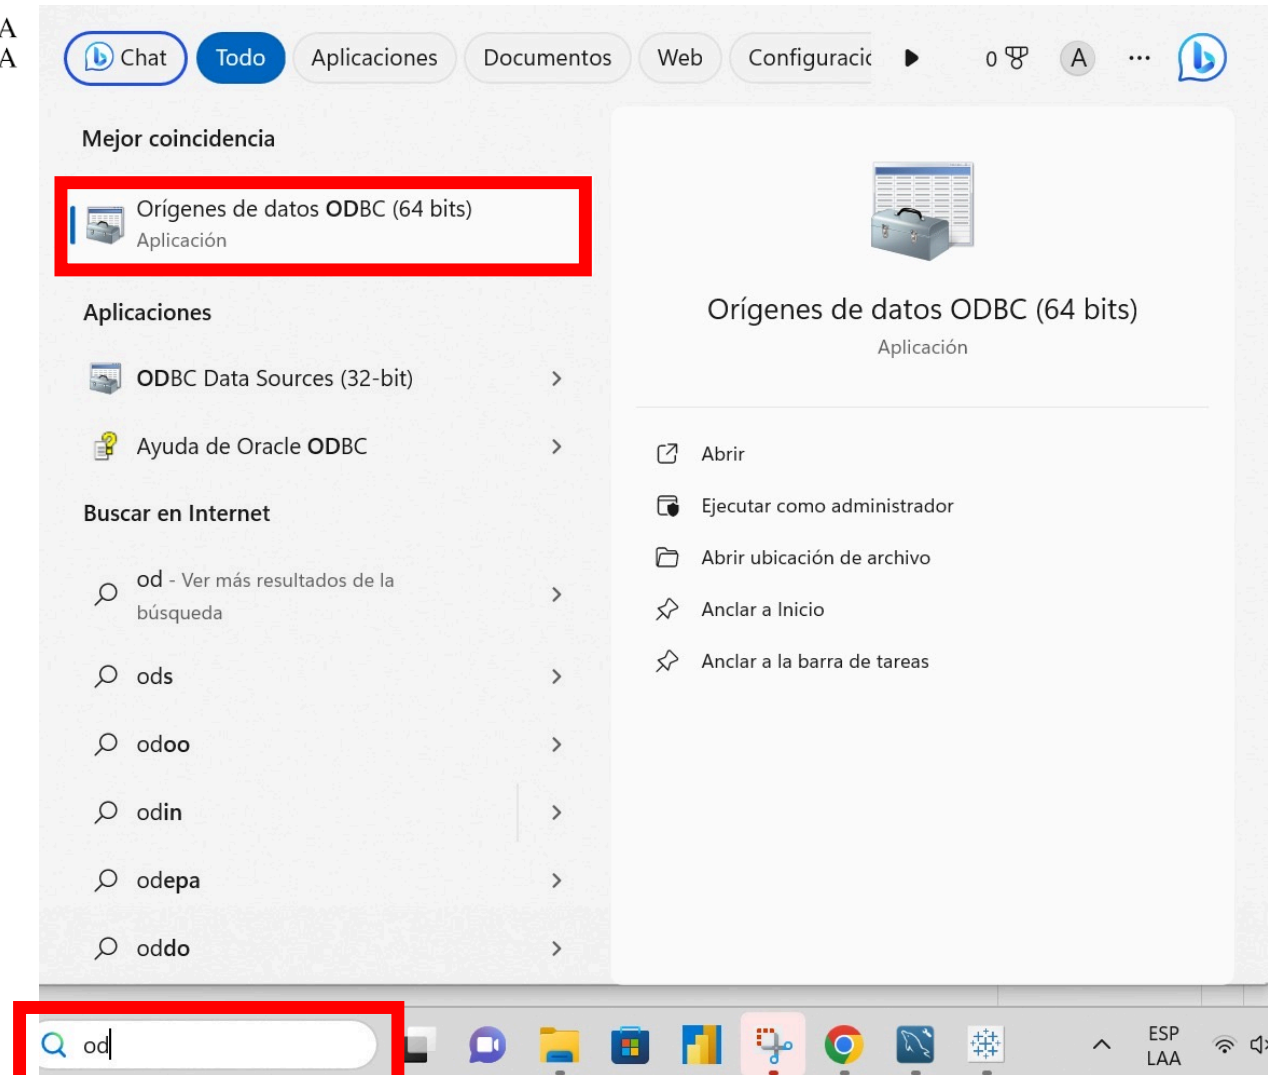 A
A
Chat
Todo
Aplicaciones
Documentos
Web
Configuració
0
A
Mejor coincidencia
Orígenes de datos ODBC (64 bits)
Aplicación
Aplicaciones
ODBC Data Sources (32-bit)
Ayuda de Oracle ODBC
Buscar en Internet
od - Ver más resultados de la
búsqueda
ods
odoo
odin
odepa
oddo
Orígenes de datos ODBC (64 bits)
Aplicación
Abrir
Ejecutar como administrador
Abrir ubicación de archivo
Anclar a Inicio
Anclar a la barra de tareas
od
ESP
LAA